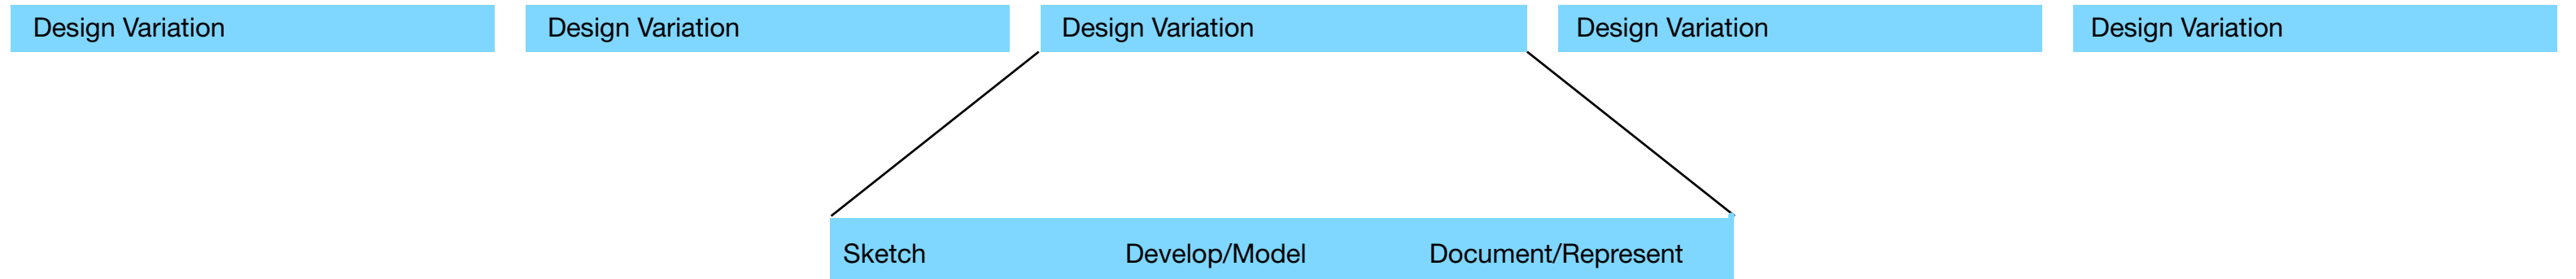 Design Variation
Design Variation
Design Variation
Design Variation
Design Variation
Sketch
Develop/Model
Document/Represent